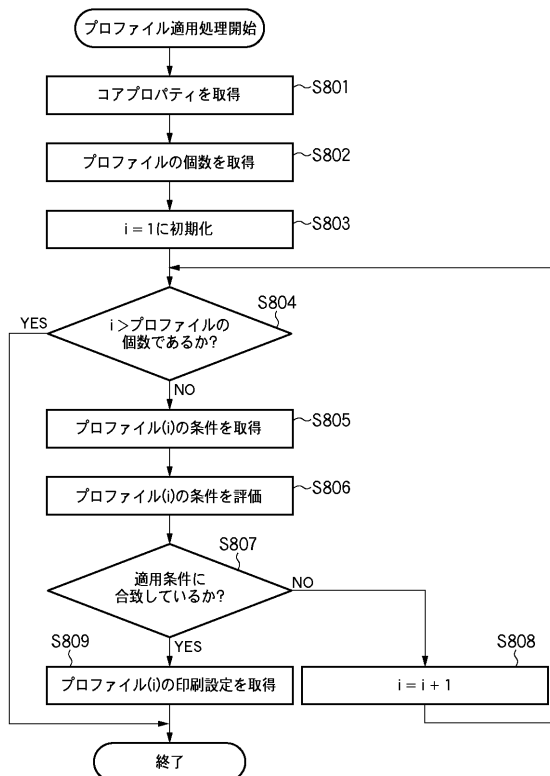 プロファイル適用処理開始
コアプロパティを取得
S801
プロファイルの個数を取得
S802
i = 1に初期化
S803
S804
YES
i＞プロファイルの
個数であるか?
NO
プロファイル(i)の条件を取得
S805
プロファイル(i)の条件を評価
S806
S807
適用条件に
合致しているか?
NO
YES
S809
プロファイル(i)の印刷設定を取得
S808
i = i + 1
終了